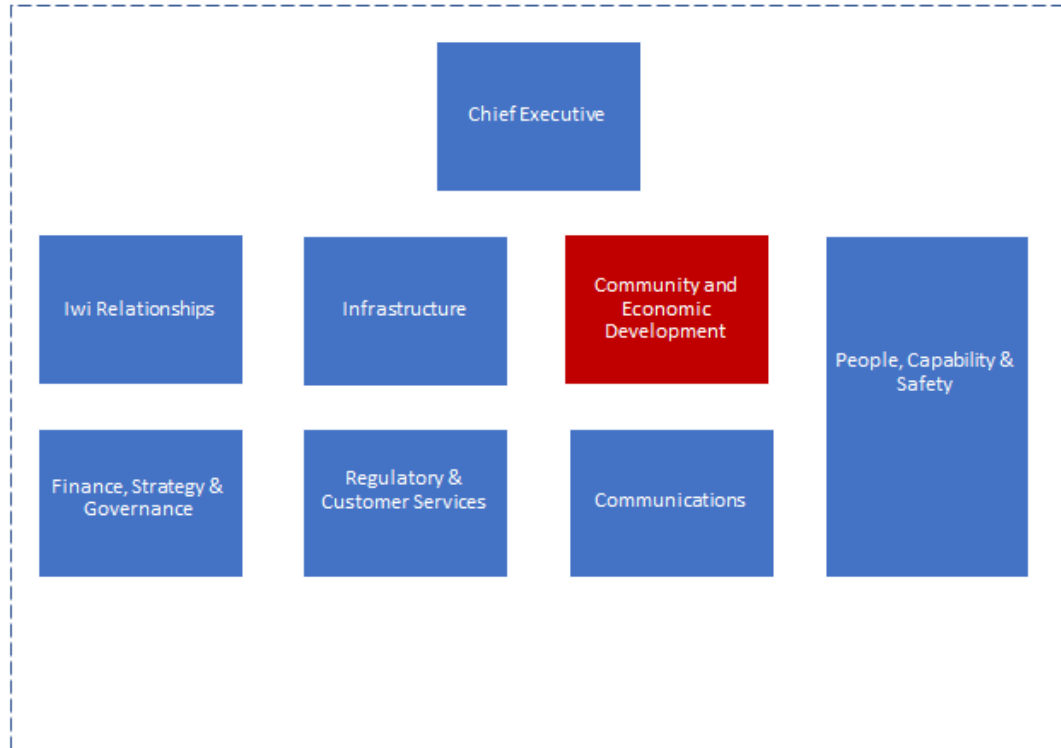 Chief Executive
Iwi Relationships
Infrastructure
Community and
Economic
Development
People, Capability &
Safety
Finance, Strategy &
Governance
Regulatory &
Customer Services
Communications